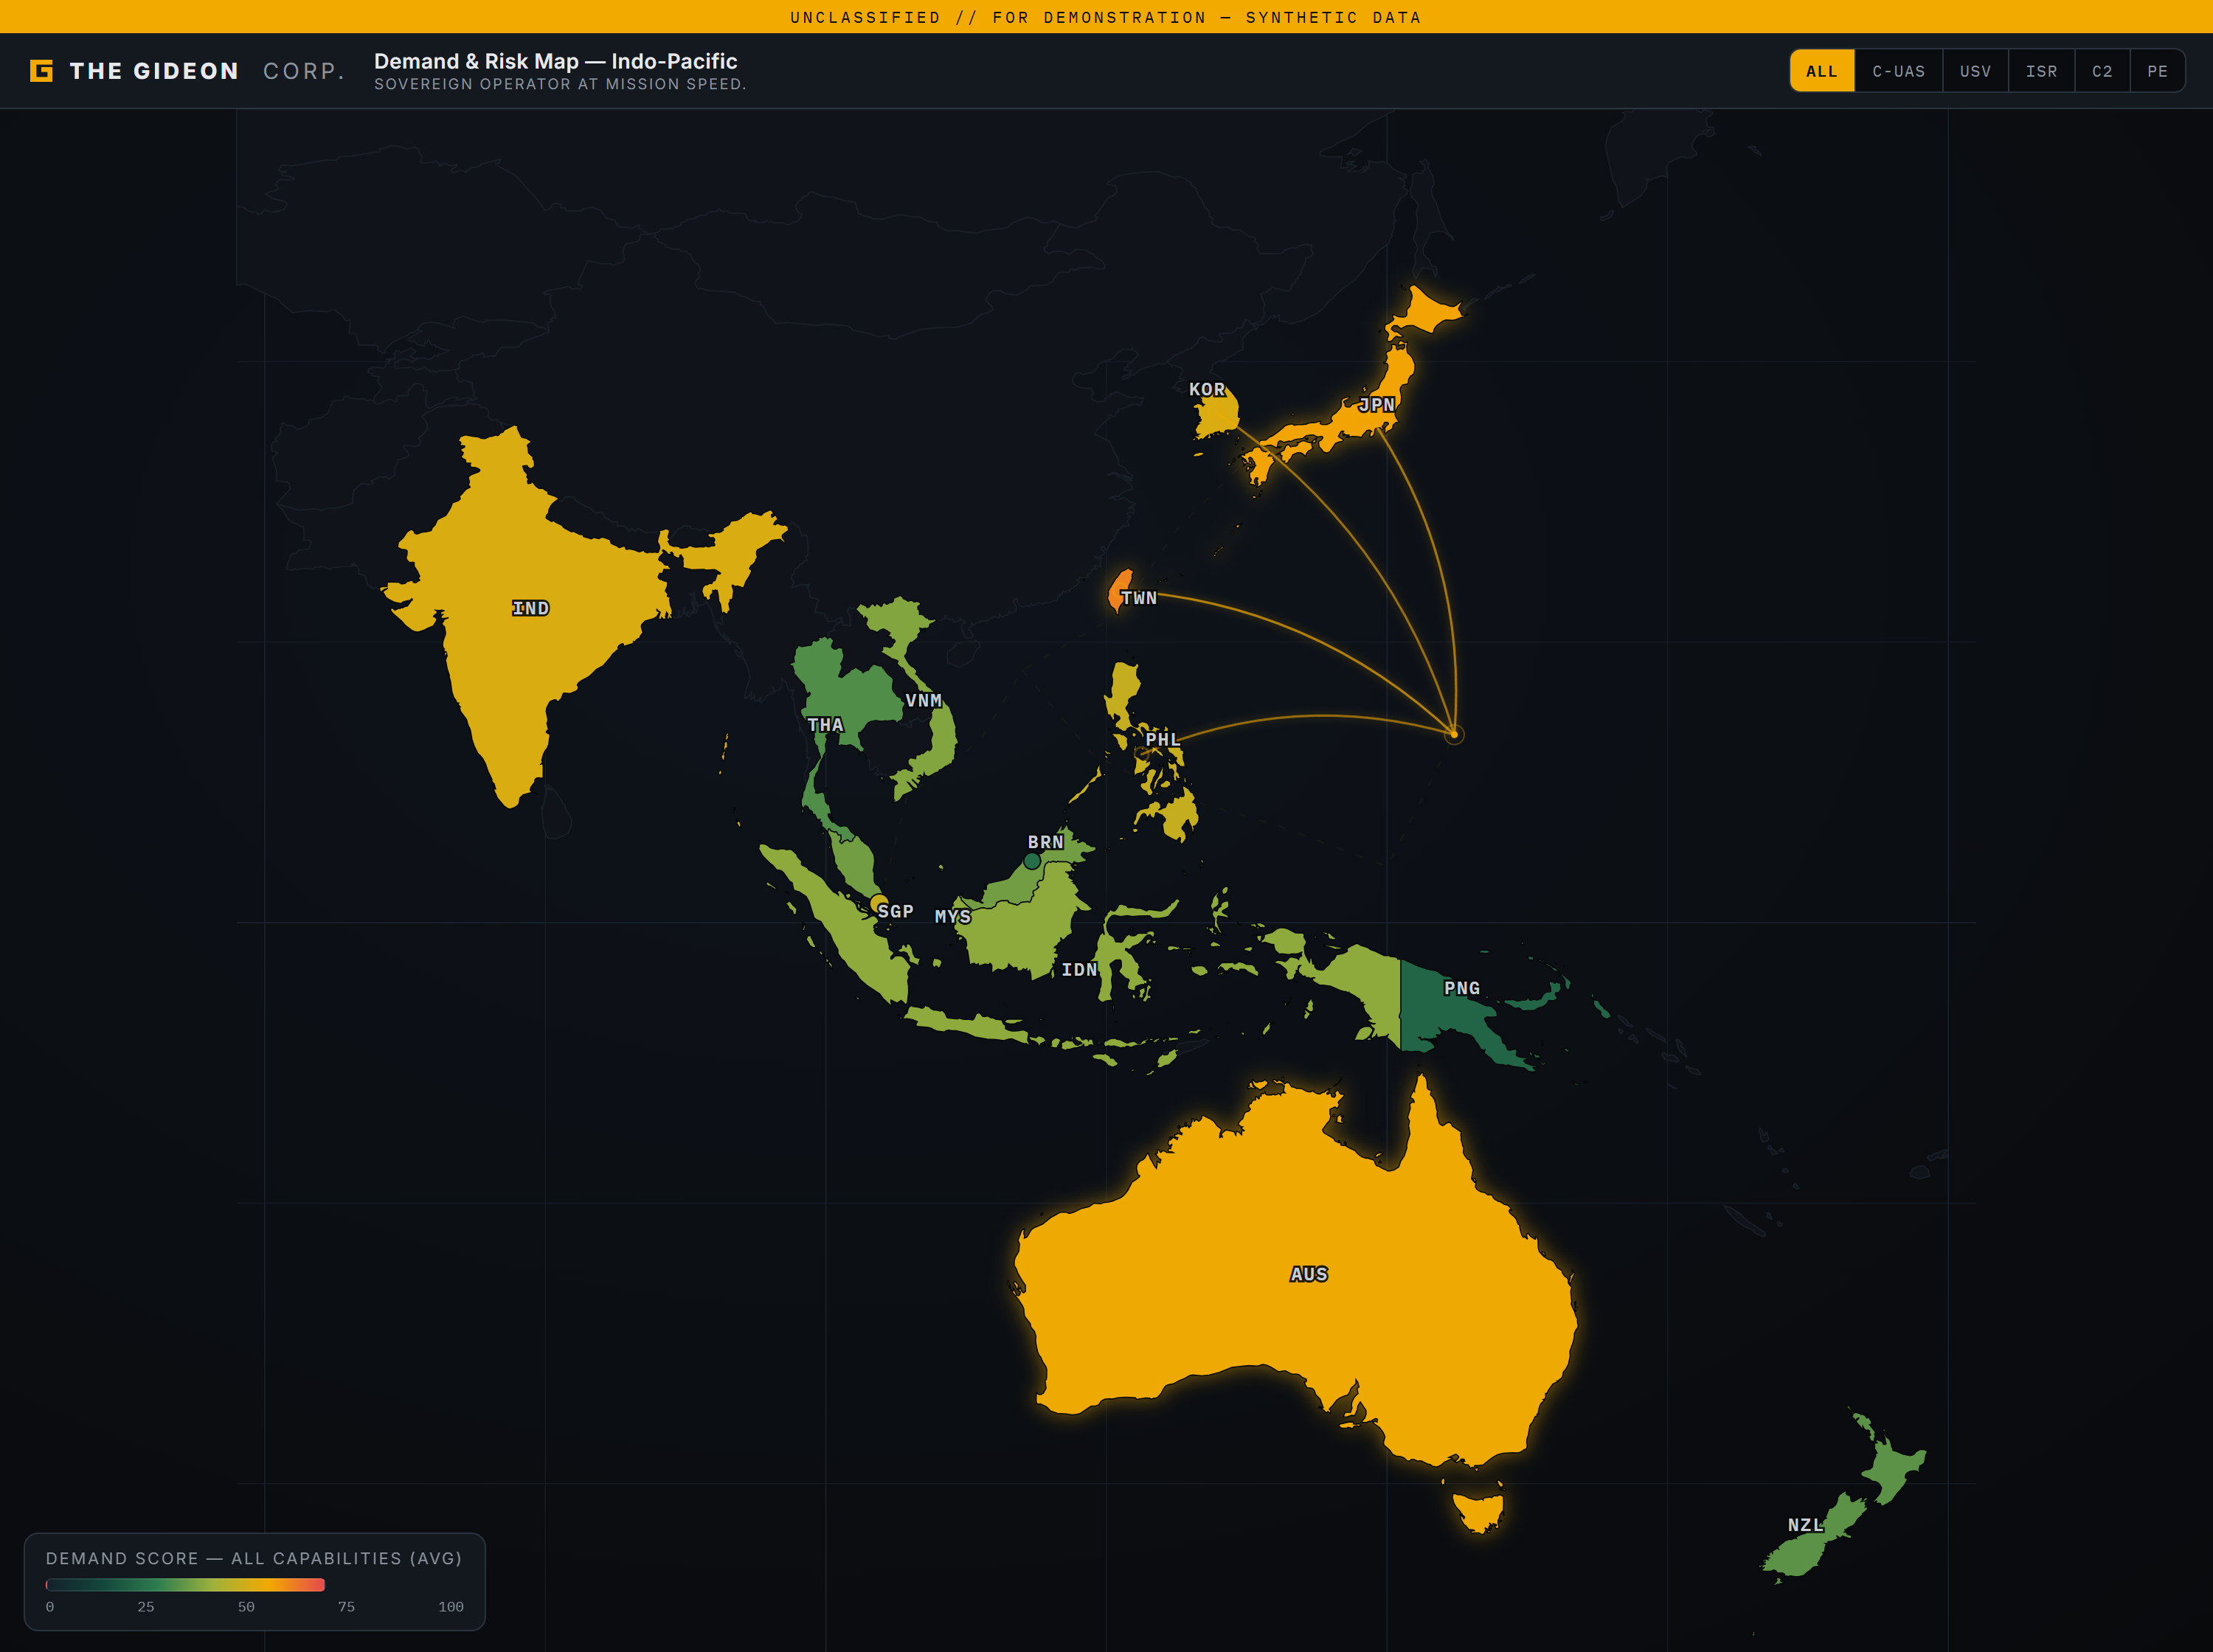 UNCLASSIFIED // FOR DEMONSTRATION — SYNTHETIC DATA
THE GIDEON CORP.
Demand & Risk Map — Indo-Pacific
SOVEREIGN OPERATOR AT MISSION SPEED.
ALL C-UAS USV ISR C2 PE
KOR
JPN
IND
TWN
VNM
THA
PHL
BRN
SGP
MYS
IDN
PNG
AUS
NZL
DEMAND SCORE — ALL CAPABILITIES (AVG)
0 25 50 75 100